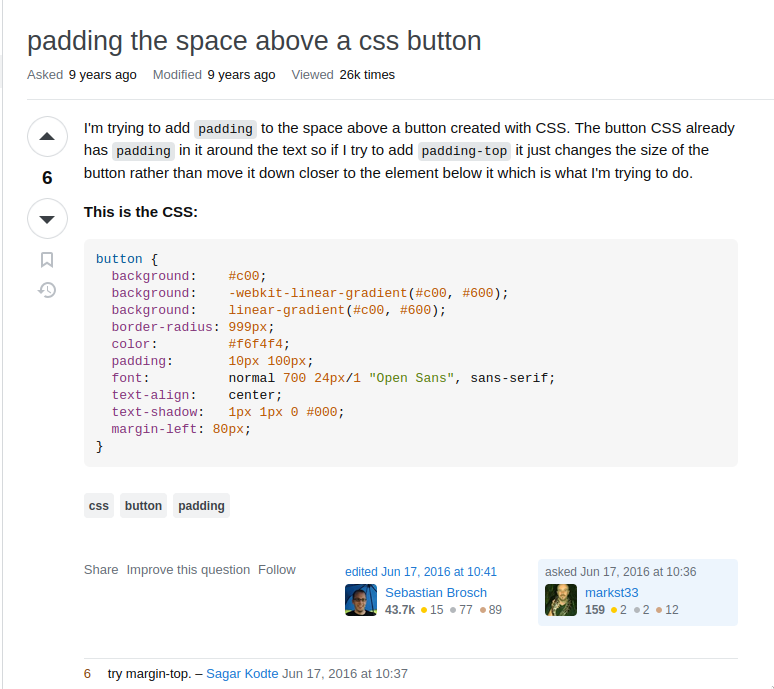 padding the space above a css button
Asked 9 years ago Modified 9 years ago Viewed 26k times
I'm trying to add padding to the space above a button created with CSS. The button CSS already
has padding in it around the text so if I try to add padding-top it just changes the size of the
button rather than move it down closer to the element below it which is what I'm trying to do.
6
This is the CSS:
button {
  background:    #c00;
  background:    -webkit-linear-gradient(#c00, #600);
  background:    linear-gradient(#c00, #600);
  border-radius: 999px;
  color:         #f6f4f4;
  padding:       10px 100px;
  font:          normal 700 24px/1 "Open Sans", sans-serif;
  text-align:    center;
  text-shadow:   1px 1px 0 #000;
  margin-left: 80px;
}
css button padding
Share Improve this question Follow
edited Jun 17, 2016 at 10:41
Sebastian Brosch
43.7k 15 77 89
asked Jun 17, 2016 at 10:36
markst33
159 2 2 12
6 try margin-top. – Sagar Kodte Jun 17, 2016 at 10:37